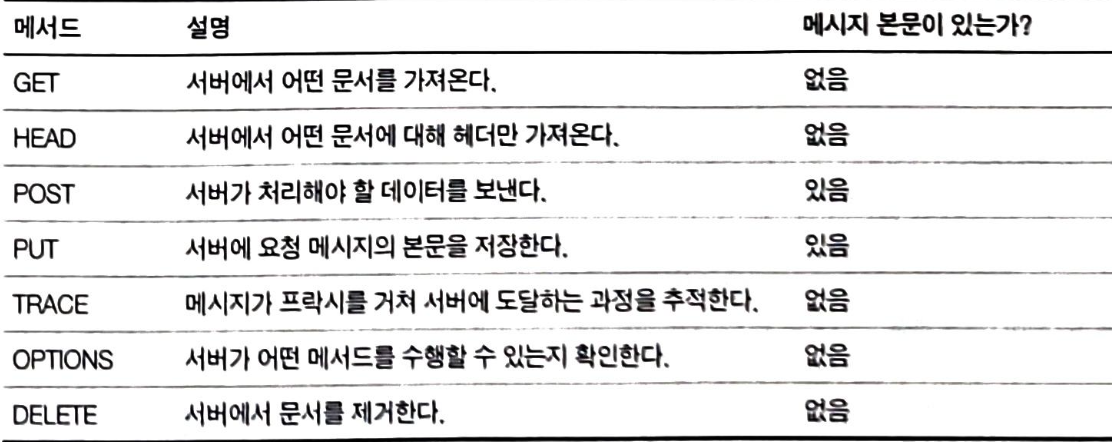 메서드 설명 메시지 본문이 있는가?
GET 서버에서 어떤 문서를 가져온다. 없음
HEAD 서버에서 어떤 문서에 대해 헤더만 가져온다. 없음
POST 서버가 처리해야 할 데이터를 보낸다. 있음
PUT 서버에 요청 메시지의 본문을 저장한다. 있음
TRACE 메시지가 프락시를 거쳐 서버에 도달하는 과정을 추적한다. 없음
OPTIONS 서버가 어떤 메서드를 수행할 수 있는지 확인한다. 없음
DELETE 서버에서 문서를 제거한다. 없음